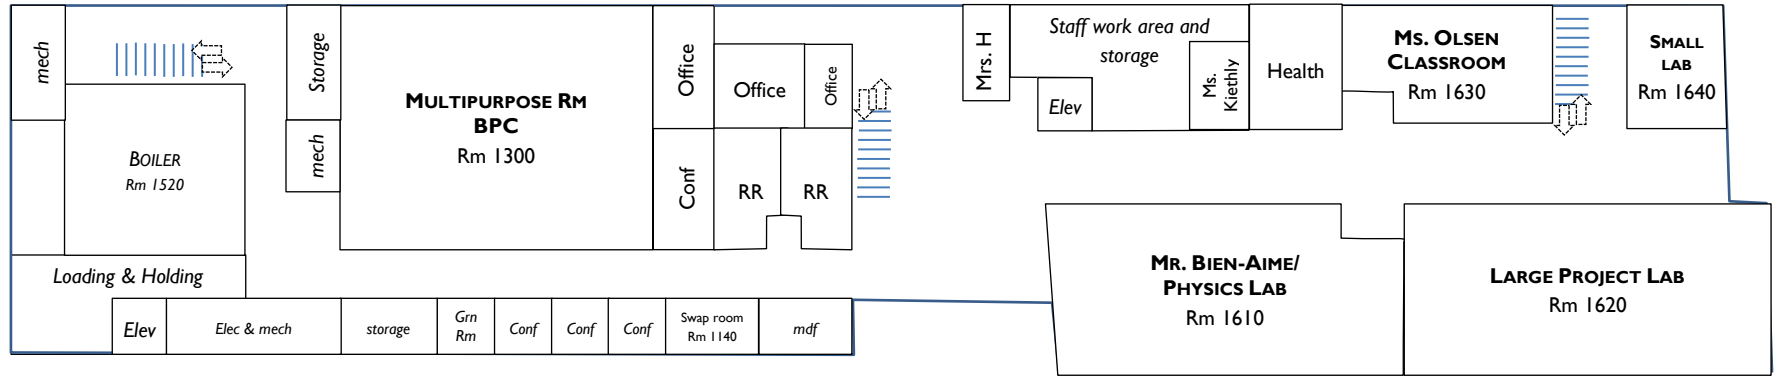 mech
BOILER
Rm 1520
Loading & Holding
Storage
mech
MULTIPURPOSE RM
BPC
Rm 1300
Office
Conf
Office
Office
RR
RR
Elev
Elec & mech
storage
Grn
Rm
Conf
Conf
Conf
Swap room
Rm 1140
mdf
Mrs. H
Staff work area and
storage
Elev
Ms.
Kiethly
Health
MS. OLSEN
CLASSROOM
Rm 1630
SMALL
LAB
Rm 1640
MR. BIEN-AIME/
PHYSICS LAB
Rm 1610
LARGE PROJECT LAB
Rm 1620